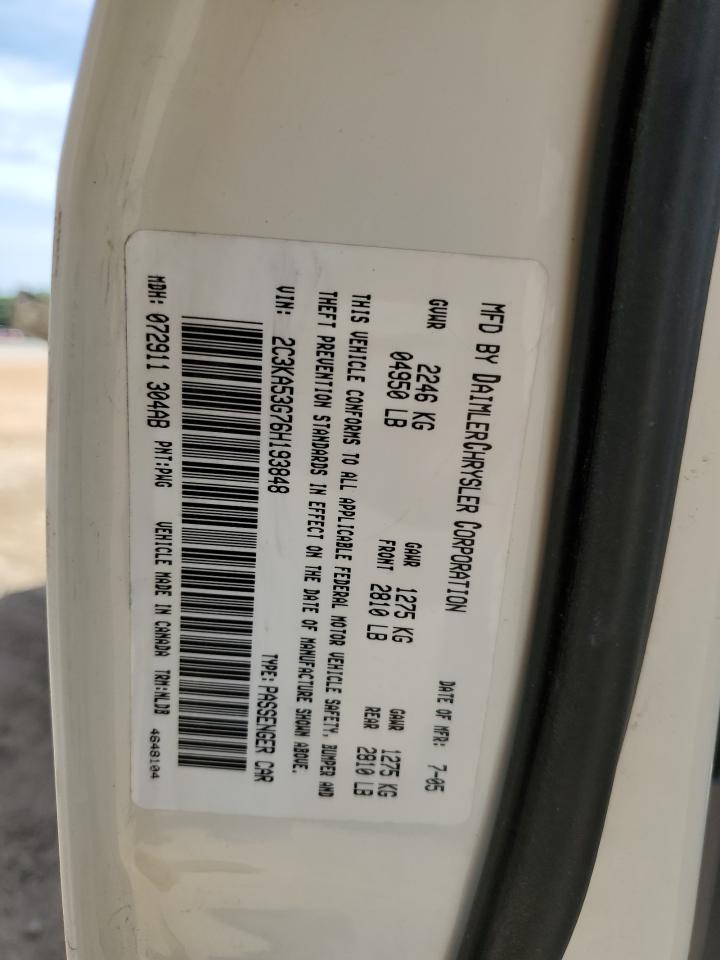 MFD BY DAIMLERCHRYSLER CORPORATION DATE OF MFR: 7-05
GVWR 2246 KG GAWR 1275 KG GAWR 1275 KG
04950 LB FRONT 2810 LB REAR 2810 LB
THIS VEHICLE CONFORMS TO ALL APPLICABLE FEDERAL MOTOR VEHICLE SAFETY, BUMPER AND
THEFT PREVENTION STANDARDS IN EFFECT ON THE DATE OF MANUFACTURE SHOWN ABOVE.
VIN: 2C3KA53G76H193848 TYPE: PASSENGER CAR
MDH: 072911 304AB PNT:PWG VEHICLE MADE IN CANADA TRM:NLDB 4648104